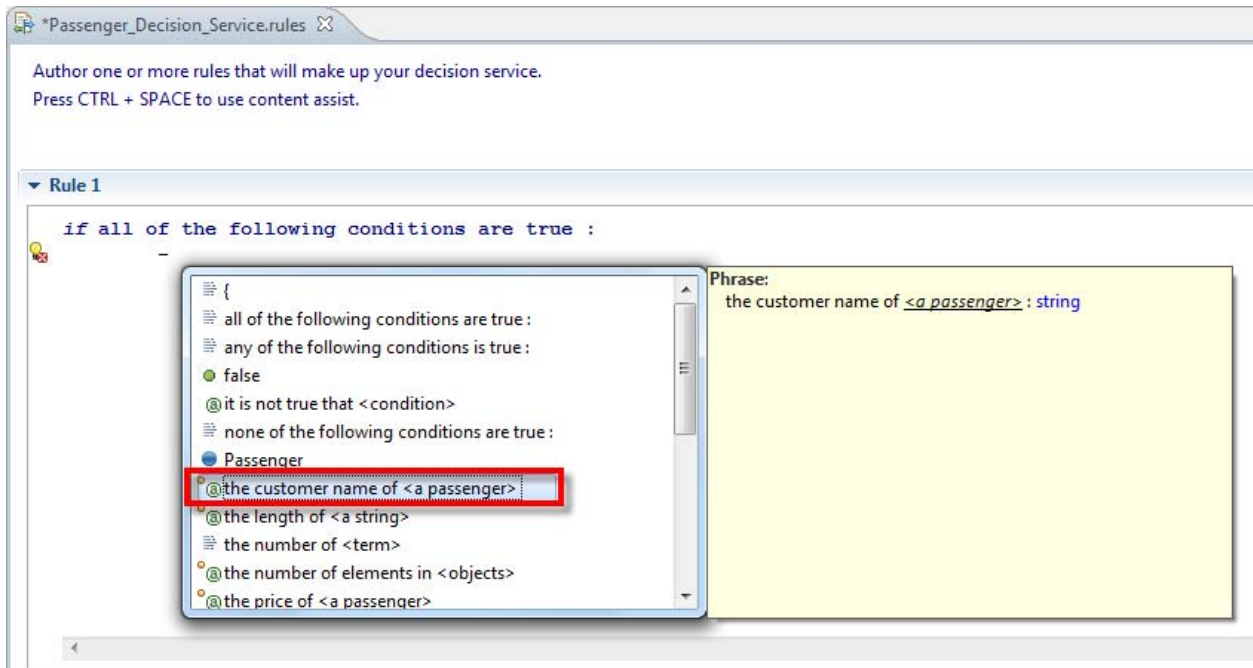 *Passenger_Decision_Service.rules
Author one or more rules that will make up your decision service.
Press CTRL + SPACE to use content assist.
Rule 1
if all of the following conditions are true :
-
{
all of the following conditions are true :
any of the following conditions is true :
false
it is not true that <condition>
none of the following conditions are true :
Passenger
the customer name of <a passenger>
the length of <a string>
the number of <term>
the number of elements in <objects>
the price of <a passenger>
Phrase:
the customer name of <a passenger> : string